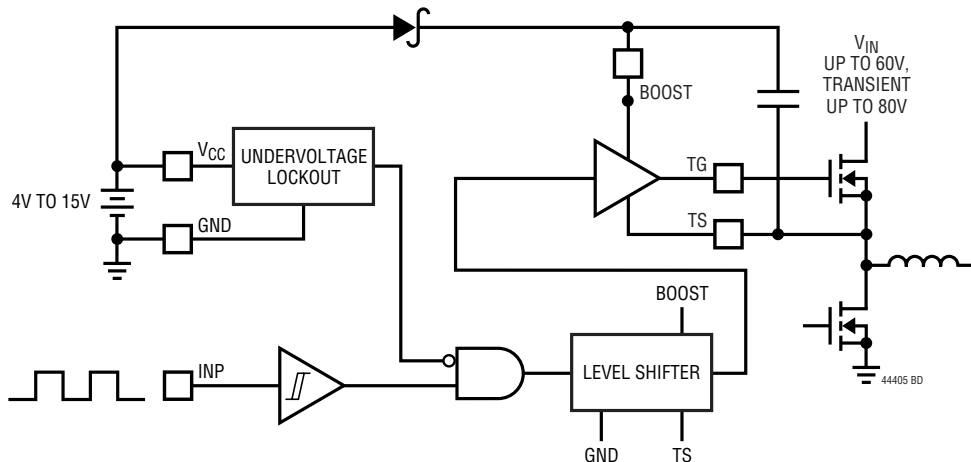 V_IN
UP TO 60V,
TRANSIENT
UP TO 80V
BOOST
V_CC
UNDERVOLTAGE
LOCKOUT
TG
4V TO 15V
GND
TS
BOOST
INP
LEVEL SHIFTER
44405 BD
GND
TS